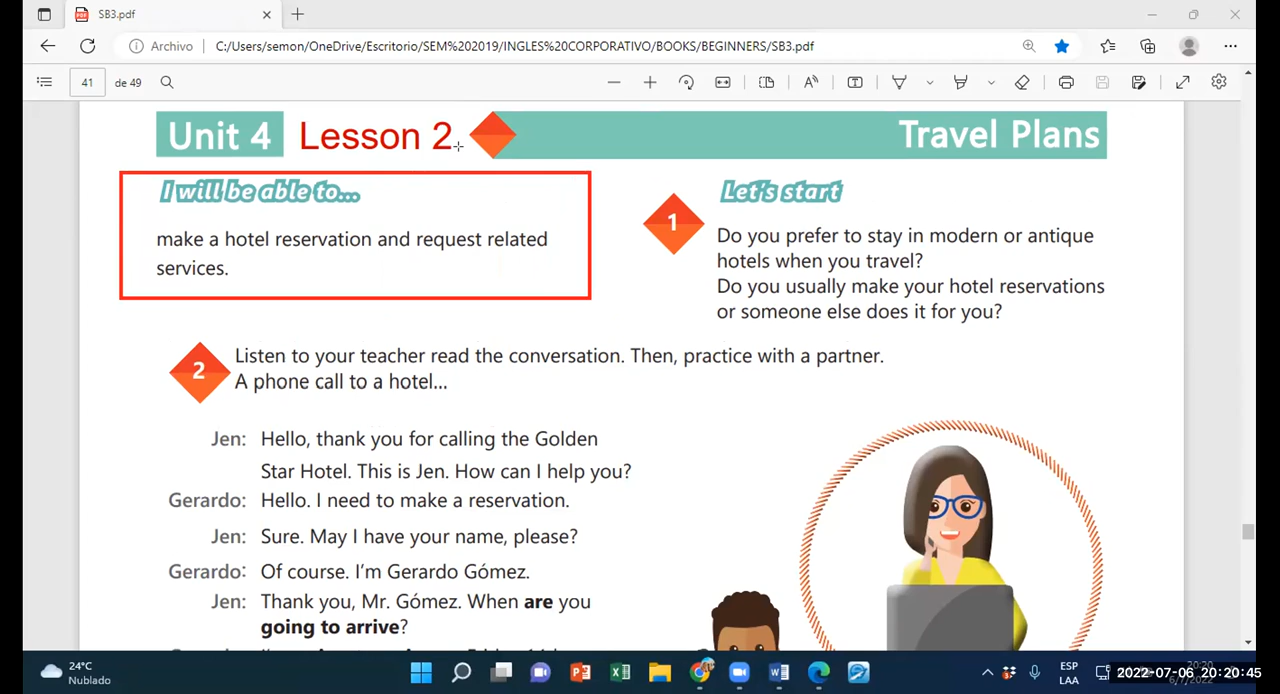 SB3.pdf
Archivo
C:/Users/semon/OneDrive/Escritorio/SEM%202019/INGLES%20CORPORATIVO/BOOKS/BEGINNERS/SB3.pdf
41
de 49
Unit 4
Lesson 2
Travel Plans
I will be able to...
make a hotel reservation and request related
services.
Let's start
1
Do you prefer to stay in modern or antique
hotels when you travel?
Do you usually make your hotel reservations
or someone else does it for you?
2
Listen to your teacher read the conversation. Then, practice with a partner.
A phone call to a hotel...
Jen: Hello, thank you for calling the Golden
Star Hotel. This is Jen. How can I help you?
Gerardo: Hello. I need to make a reservation.
Jen: Sure. May I have your name, please?
Gerardo: Of course. I'm Gerardo Gómez.
Jen: Thank you, Mr. Gómez. When are you
going to arrive?
24°C
Nublado
ESP
LAA
2022-07-06 20:20:45